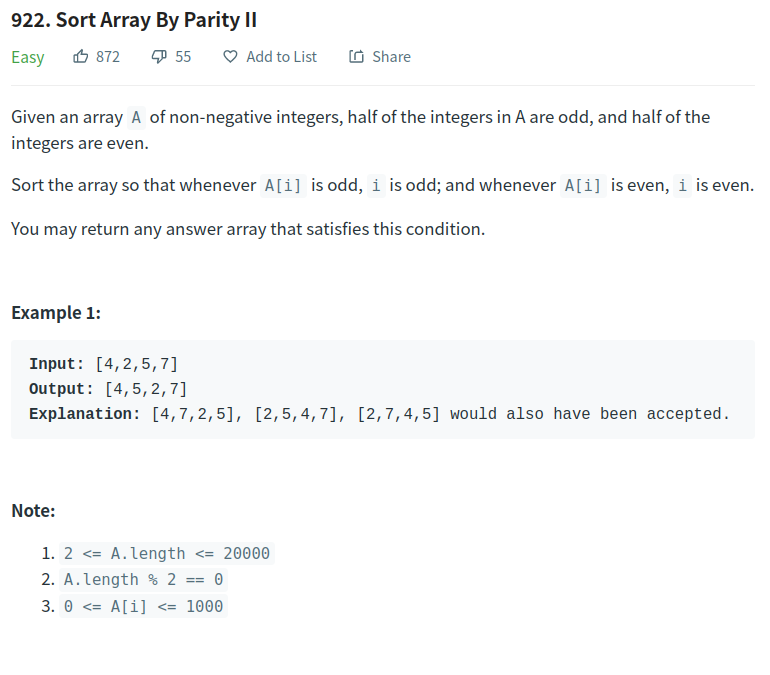 922. Sort Array By Parity II
Easy 872 55 Add to List Share
Given an array A of non-negative integers, half of the integers in A are odd, and half of the
integers are even.
Sort the array so that whenever A[i] is odd, i is odd; and whenever A[i] is even, i is even.
You may return any answer array that satisfies this condition.
Example 1:
Input: [4,2,5,7]
Output: [4,5,2,7]
Explanation: [4,7,2,5], [2,5,4,7], [2,7,4,5] would also have been accepted.
Note:
1. 2 <= A.length <= 20000
2. A.length % 2 == 0
3. 0 <= A[i] <= 1000